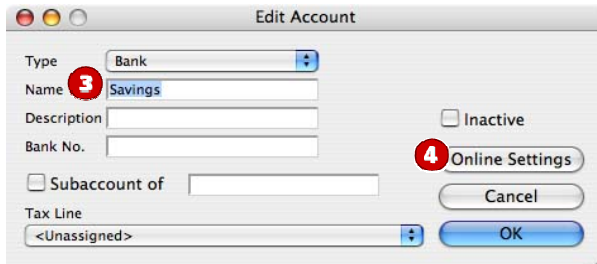 Edit Account
Type Bank
3
Name Savings
Description
Inactive
Bank No.
4
Online Settings
Subaccount of
Cancel
Tax Line
<Unassigned>
OK